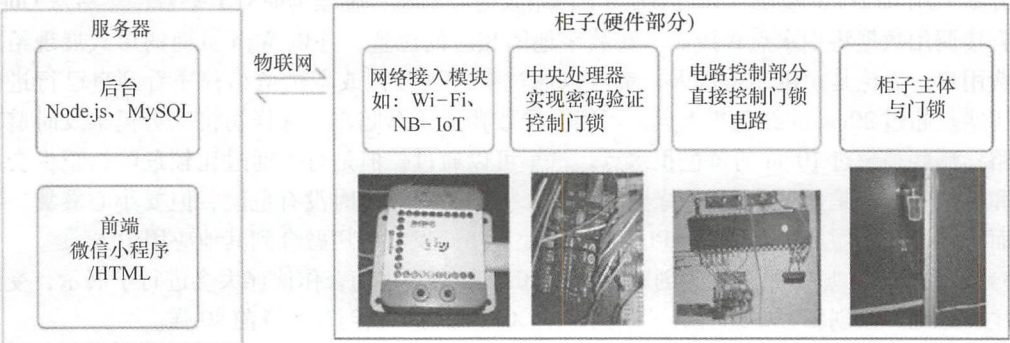 服务器
后台
Node.js、MySQL
前端
微信小程序
/HTML
物联网
柜子(硬件部分)
网络接入模块
如：Wi-Fi、
NB-IoT
中央处理器
实现密码验证
控制门锁
电路控制部分
直接控制门锁
电路
柜子主体
与门锁